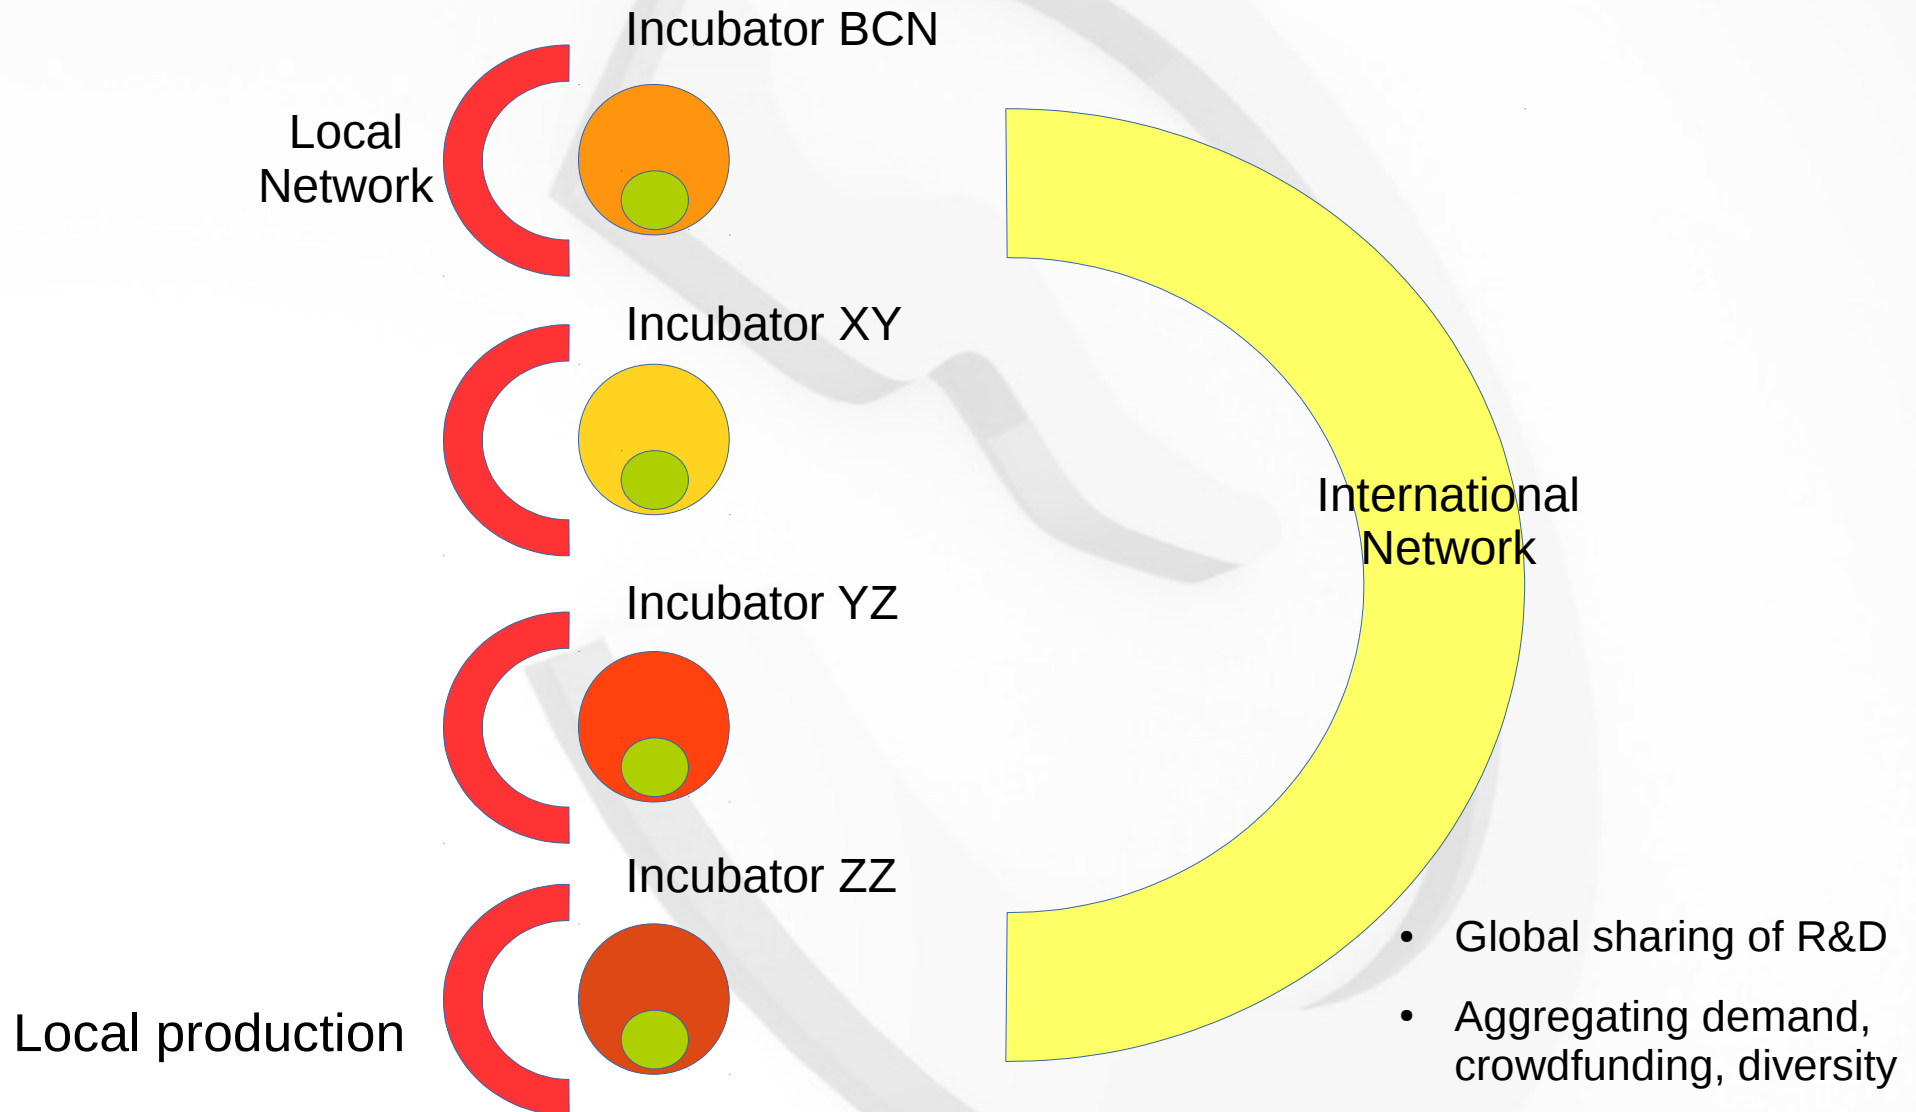 Incubator BCN
Local
Network
Incubator XY
International
Network
Incubator YZ
Incubator ZZ
Local production
• Global sharing of R&D
• Aggregating demand,
crowdfunding, diversity